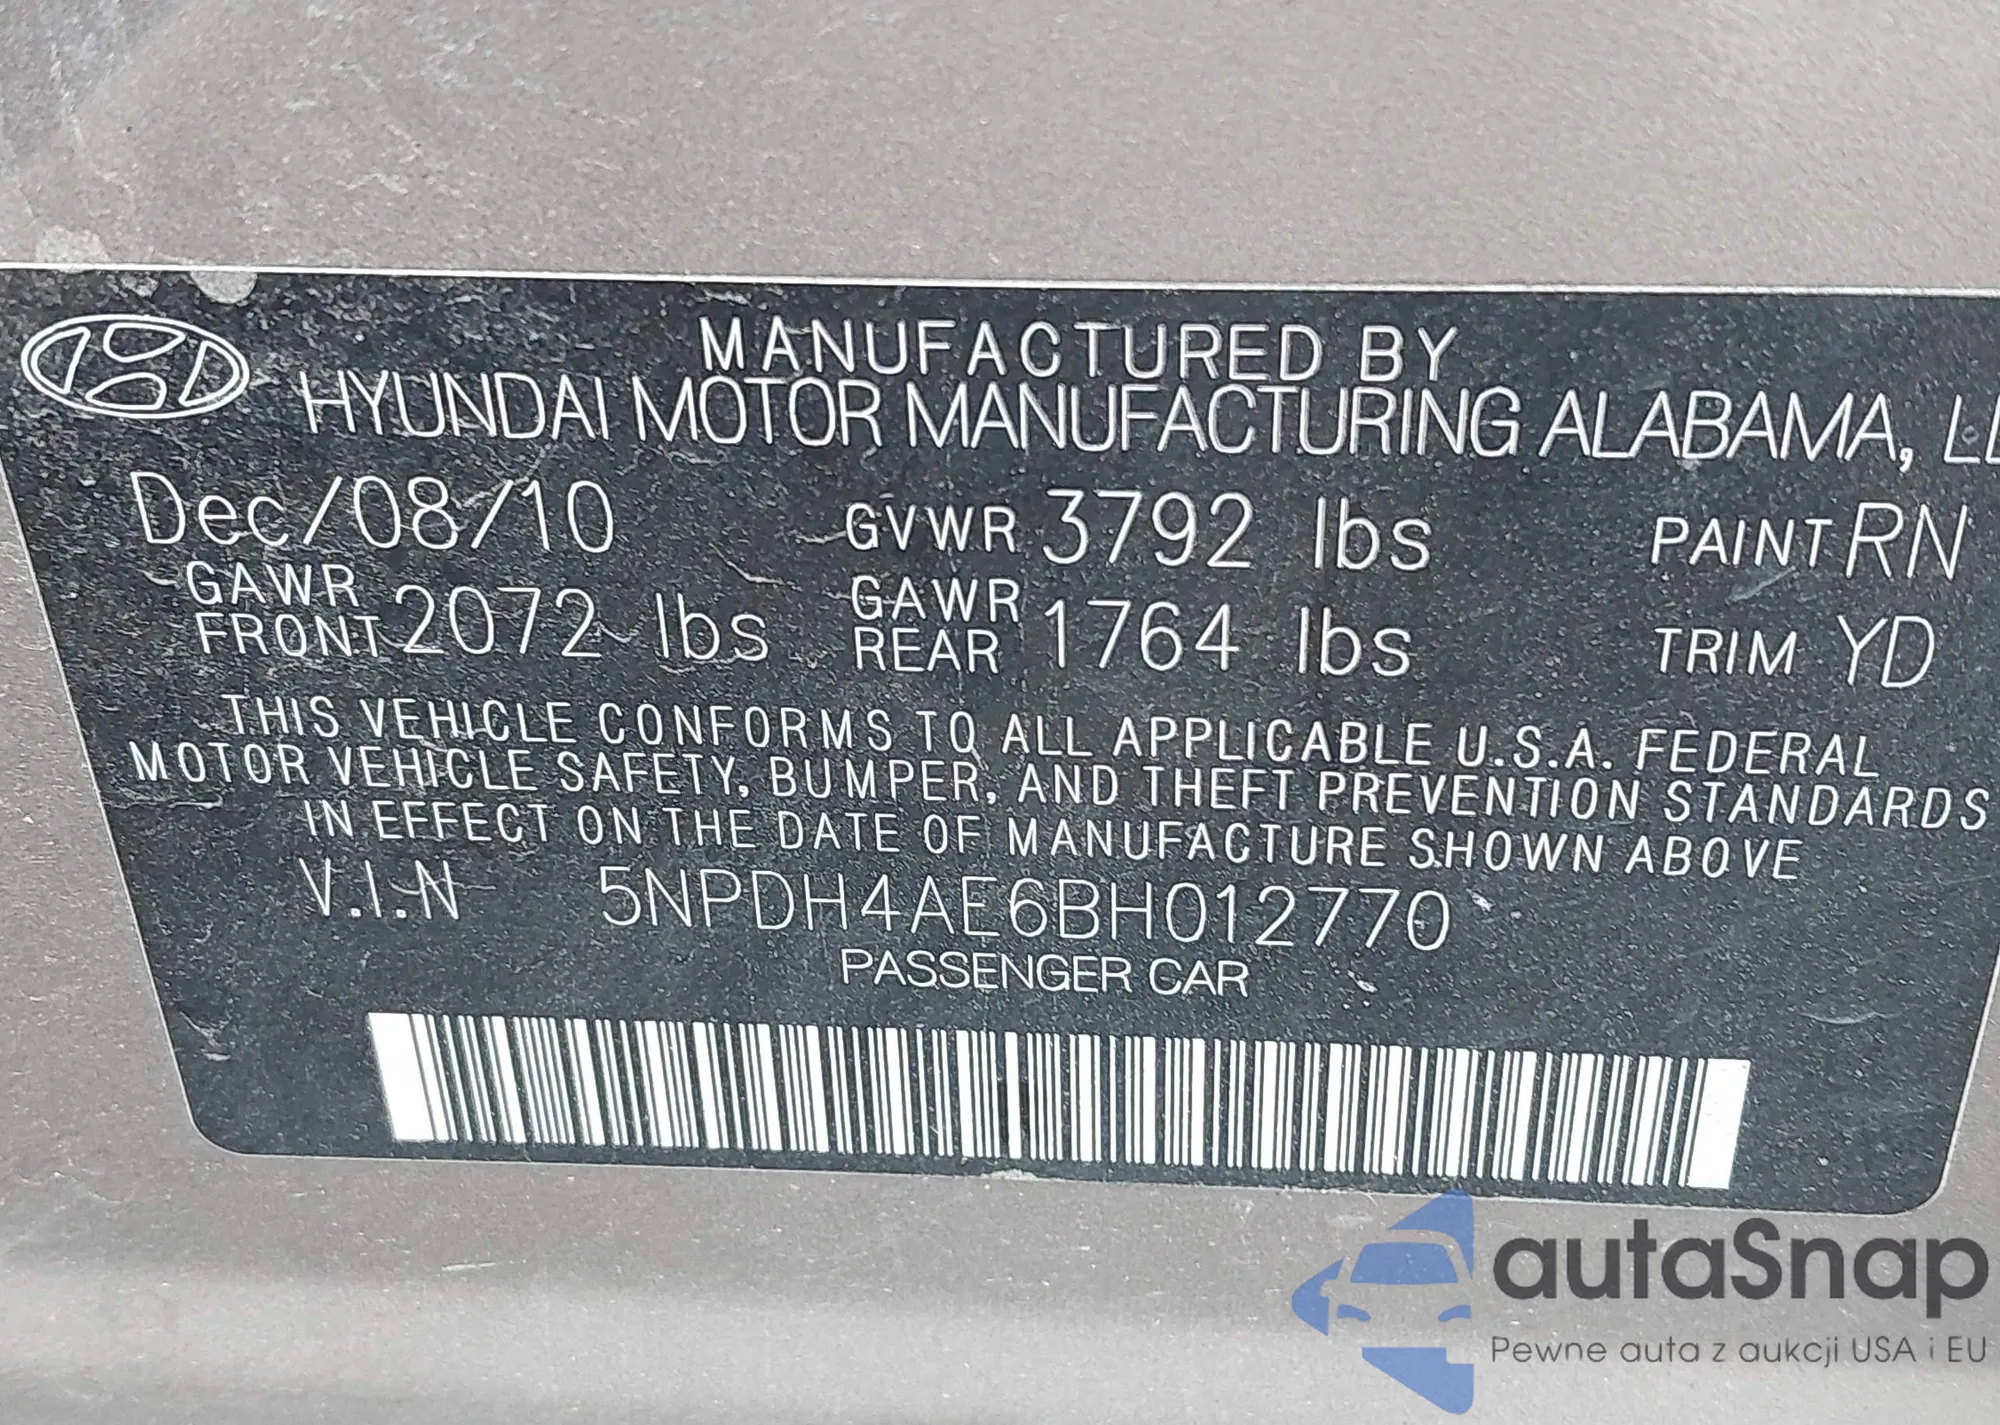 MANUFACTURED BY
HYUNDAI MOTOR MANUFACTURING ALABAMA, LL
Dec/08/10 GVWR 3792 lbs PAINT RN
GAWR FRONT 2072 lbs GAWR REAR 1764 lbs TRIM YD
THIS VEHICLE CONFORMS TO ALL APPLICABLE U.S.A. FEDERAL
MOTOR VEHICLE SAFETY, BUMPER, AND THEFT PREVENTION STANDARDS
IN EFFECT ON THE DATE OF MANUFACTURE SHOWN ABOVE
V.I.N 5NPDH4AE6BH012770
PASSENGER CAR
autaSnap
Pewne auta z aukcji USA i EU